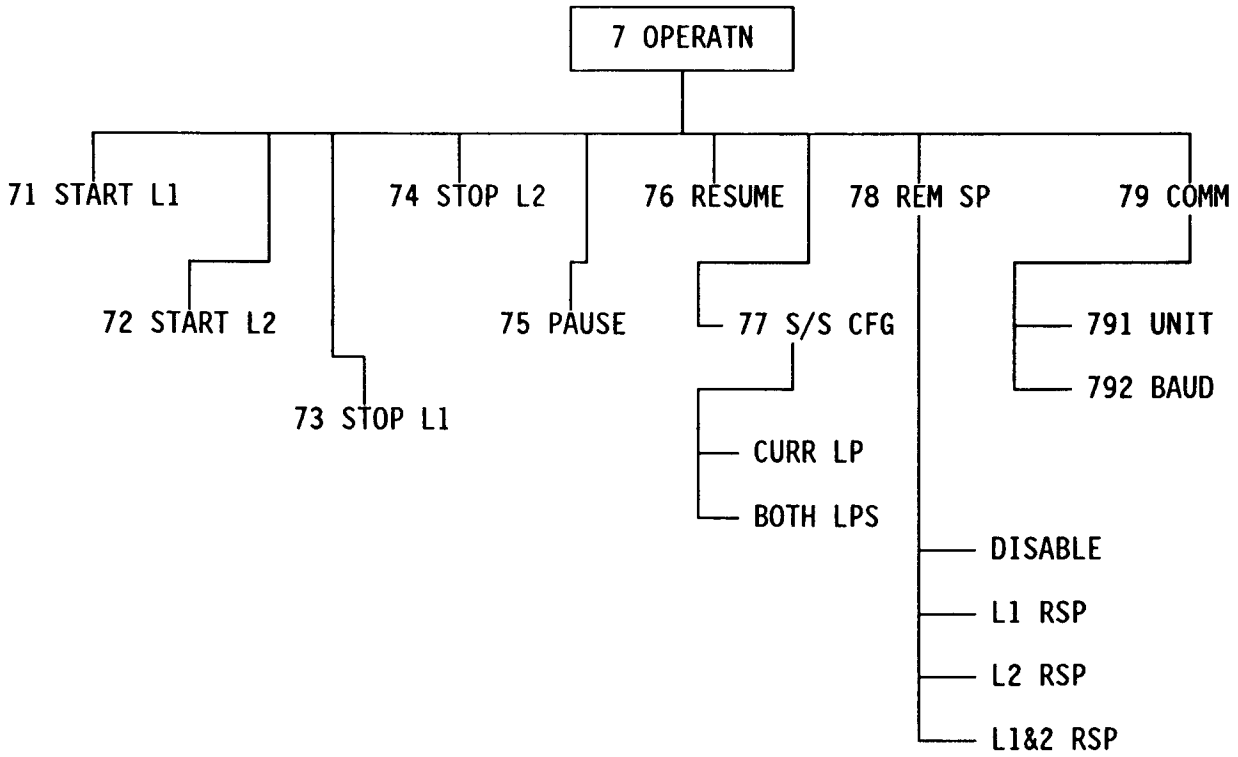 7 OPERATN
71 START L1
74 STOP L2
76 RESUME
78 REM SP
79 COMM
72 START L2
75 PAUSE
77 S/S CFG
791 UNIT
792 BAUD
73 STOP L1
CURR LP
BOTH LPS
DISABLE
L1 RSP
L2 RSP
L1&2 RSP